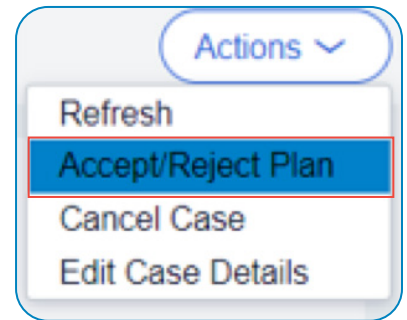 Actions
Refresh
Accept/Reject Plan
Cancel Case
Edit Case Details